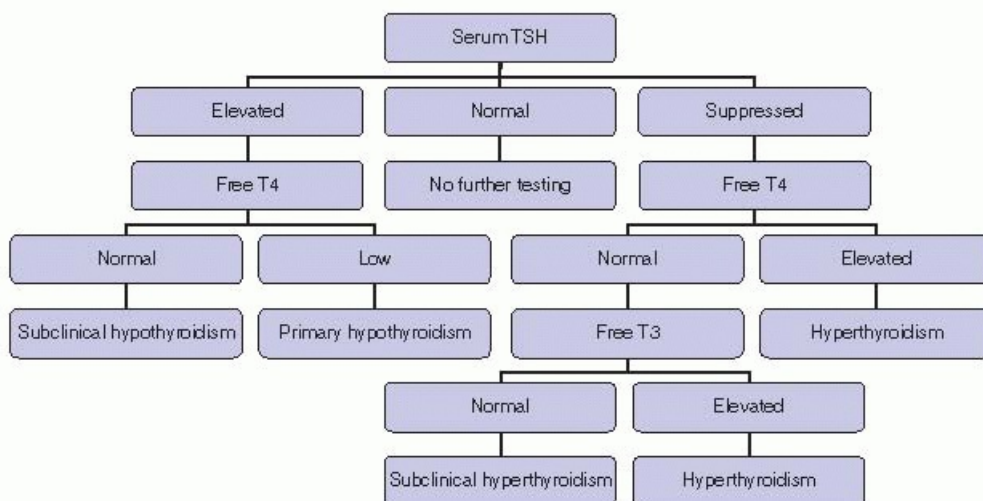 Serum TSH
Elevated
Normal
Suppressed
Free T4
No further testing
Free T4
Normal
Low
Normal
Elevated
Subclinical hypothyroidism
Primary hypothyroidism
Free T3
Hyperthyroidism
Normal
Elevated
Subclinical hyperthyroidism
Hyperthyroidism